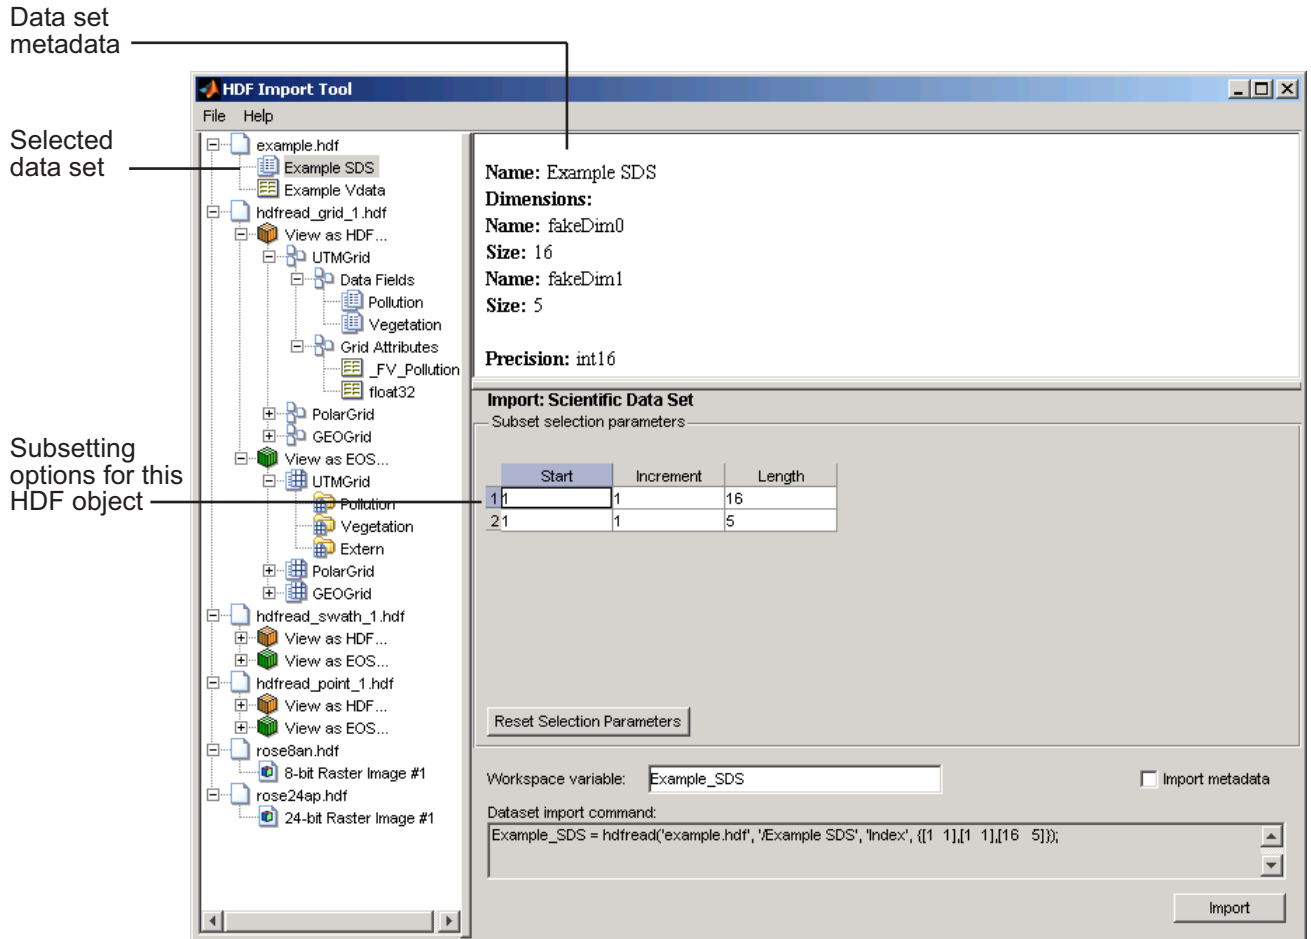 Data set
metadata
HDF Import Tool
File Help
Selected
data set
example.hdf
Example SDS
Example Vdata
hdfread_grid_1.hdf
View as HDF...
UTMGrid
Data Fields
Pollution
Vegetation
Grid Attributes
_FV_Pollution
float32
PolarGrid
GEOGrid
Subsetting
options for this
HDF object
View as EOS...
UTMGrid
Pollution
Vegetation
Extern
PolarGrid
GEOGrid
hdfread_swath_1.hdf
View as HDF...
View as EOS...
hdfread_point_1.hdf
View as HDF...
View as EOS...
rose8an.hdf
8-bit Raster Image #1
rose24ap.hdf
24-bit Raster Image #1
Name: Example SDS
Dimensions:
Name: fakeDim0
Size: 16
Name: fakeDim1
Size: 5
Precision: int16
Import: Scientific Data Set
Subset selection parameters
Start Increment Length
1 1 1 16
2 1 1 5
Reset Selection Parameters
Workspace variable: Example_SDS Import metadata
Dataset import command:
Example_SDS = hdfread('example.hdf', '/Example SDS', 'Index', {[1 1],[1 1],[16 5]});
Import